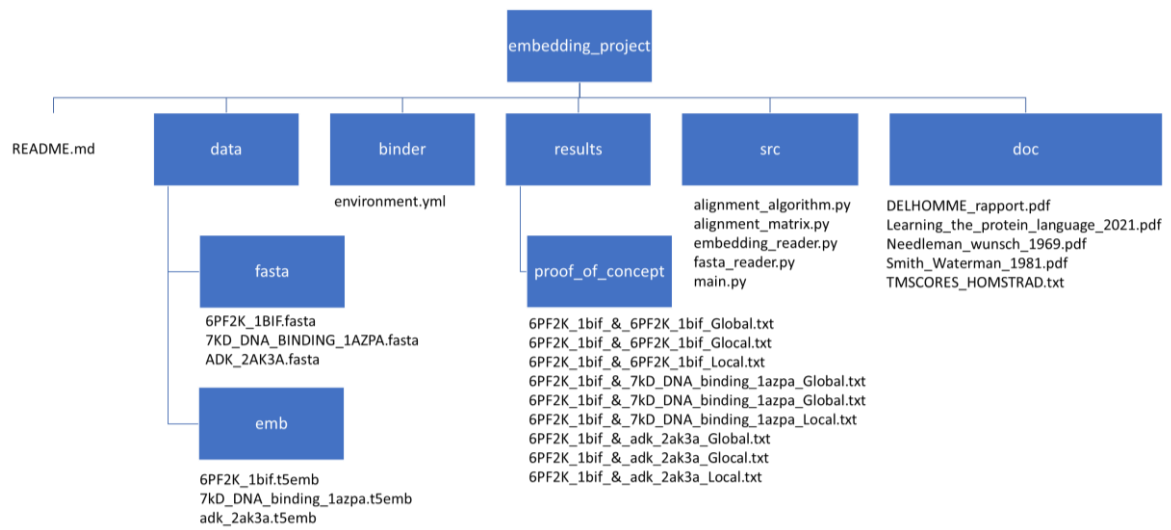 embedding_project
README.md
data
binder
results
src
doc
environment.yml
alignment_algorithm.py
alignment_matrix.py
embedding_reader.py
fasta_reader.py
main.py
DELHOMME_rapport.pdf
Learning_the_protein_language_2021.pdf
Needleman_wunsch_1969.pdf
Smith_Waterman_1981.pdf
TMSCORES_HOMSTRAD.txt
fasta
6PF2K_1BIF.fasta
7KD_DNA_BINDING_1AZPA.fasta
ADK_2AK3A.fasta
emb
6PF2K_1bif.t5emb
7kD_DNA_binding_1azpa.t5emb
adk_2ak3a.t5emb
proof_of_concept
6PF2K_1bif_&_6PF2K_1bif_Global.txt
6PF2K_1bif_&_6PF2K_1bif_Glocal.txt
6PF2K_1bif_&_6PF2K_1bif_Local.txt
6PF2K_1bif_&_7kD_DNA_binding_1azpa_Global.txt
6PF2K_1bif_&_7kD_DNA_binding_1azpa_Global.txt
6PF2K_1bif_&_7kD_DNA_binding_1azpa_Local.txt
6PF2K_1bif_&_adk_2ak3a_Global.txt
6PF2K_1bif_&_adk_2ak3a_Glocal.txt
6PF2K_1bif_&_adk_2ak3a_Local.txt